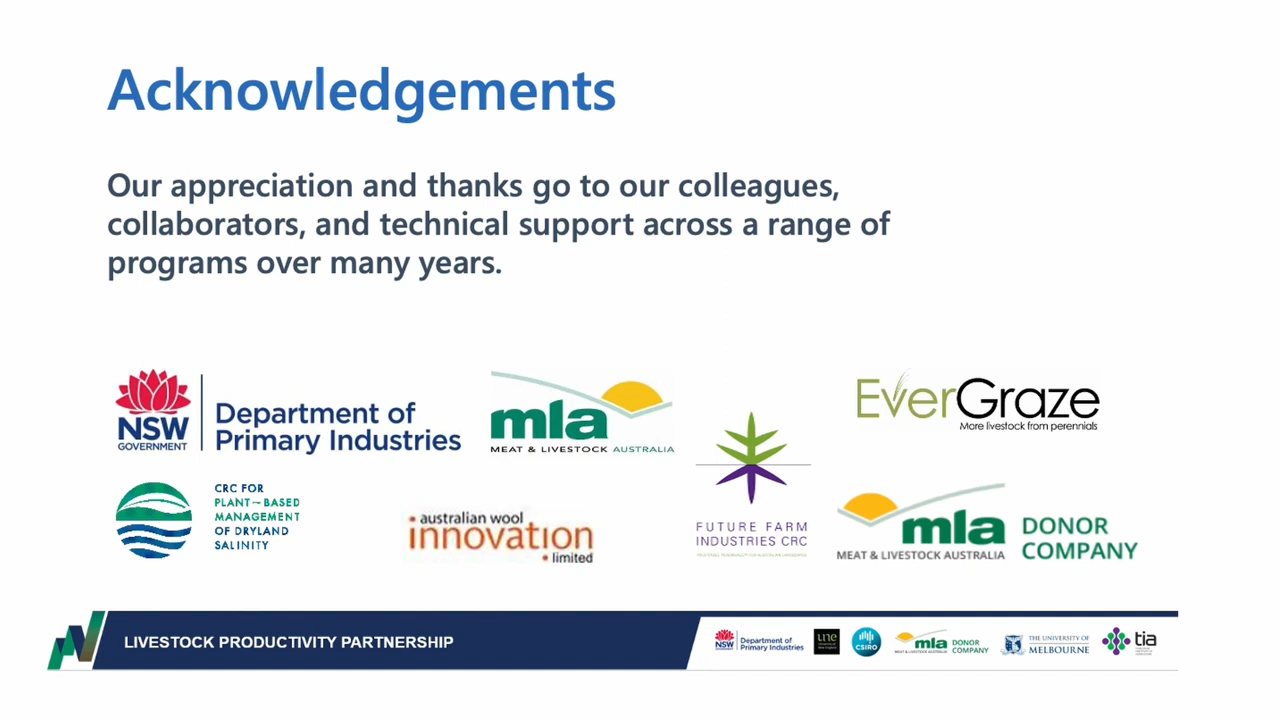 Acknowledgements
Our appreciation and thanks go to our colleagues,
collaborators, and technical support across a range of
programs over many years.
NSW
GOVERNMENT
Department of
Primary Industries
mla
MEAT & LIVESTOCK AUSTRALIA
EverGraze
More livestock from perennials
CRC FOR
PLANT-BASED
MANAGEMENT
OF DRYLAND
SALINITY
australian wool
innovation
limited
FUTURE FARM
INDUSTRIES CRC
mla
MEAT & LIVESTOCK AUSTRALIA
DONOR
COMPANY
LIVESTOCK PRODUCTIVITY PARTNERSHIP
NSW
Department of
Primary Industries
une
CSIRO
mla
DONOR
COMPANY
THE UNIVERSITY OF
MELBOURNE
tia